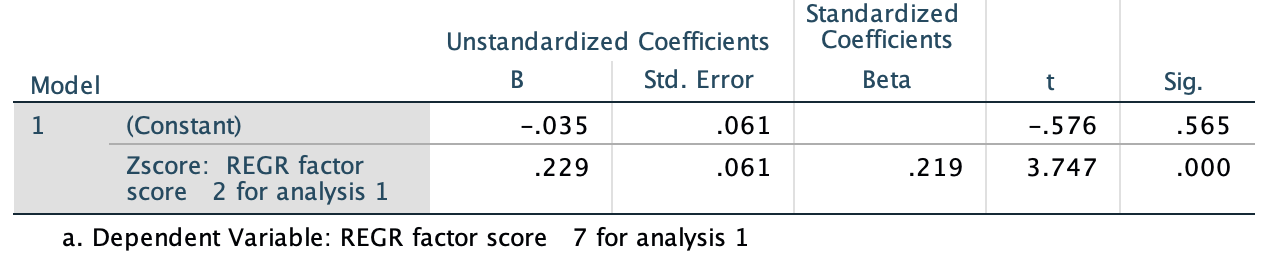 Unstandardized Coefficients Standardized Coefficients
Model B Std. Error Beta t Sig.
1 (Constant) -.035 .061 -.576 .565
Zscore: REGR factor score 2 for analysis 1 .229 .061 .219 3.747 .000
a. Dependent Variable: REGR factor score 7 for analysis 1